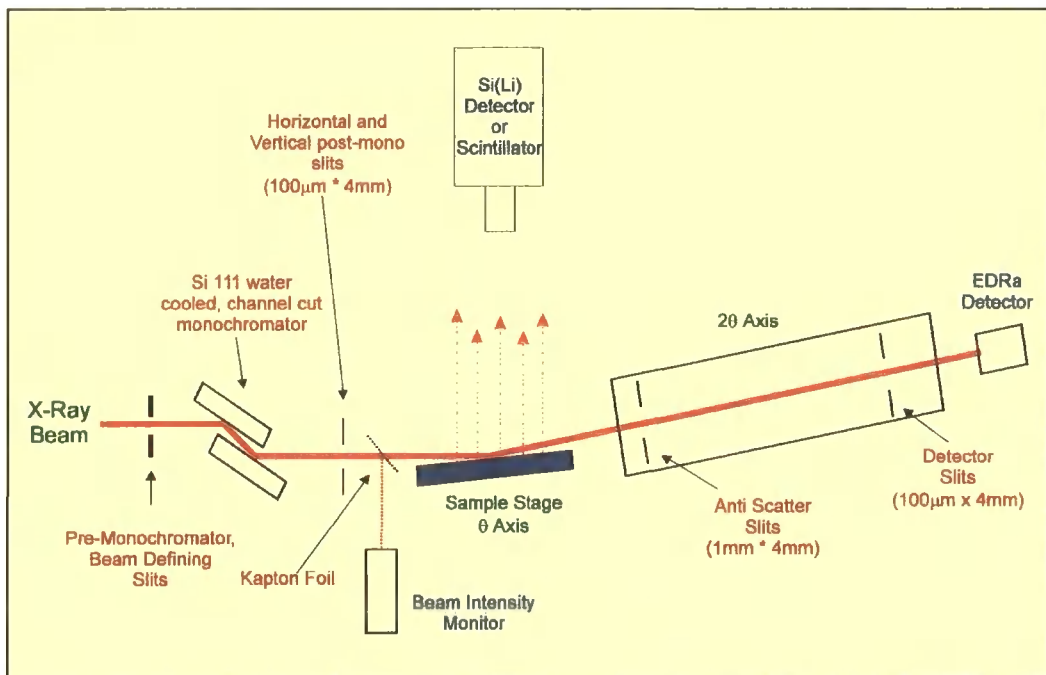 Si(Li)
Detector
or
Scintillator
Horizontal and
Vertical post-mono
slits
(100μm * 4mm)
Si 111 water
cooled, channel cut
monochromator
EDRa
Detector
2θ Axis
X-Ray
Beam
Sample Stage
θ Axis
Detector
Slits
(100μm x 4mm)
Anti Scatter
Slits
(1mm * 4mm)
Pre-Monochromator,
Beam Defining
Slits
Kapton Foil
Beam Intensity
Monitor